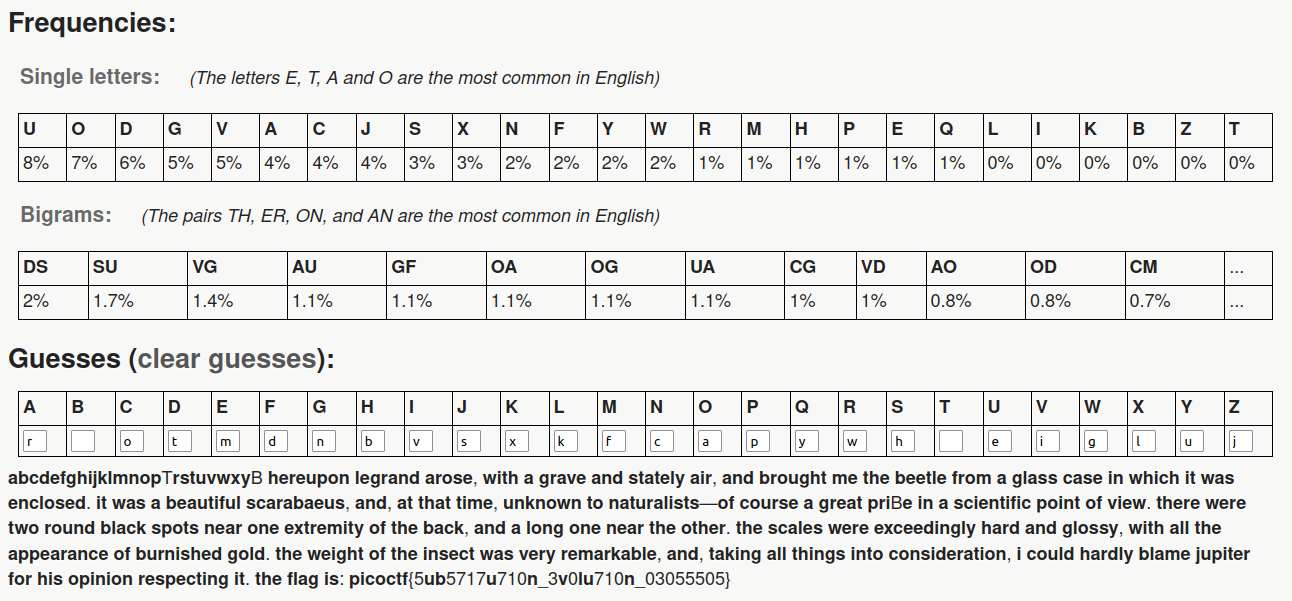 Frequencies:
Single letters: (The letters E, T, A and O are the most common in English)
U O D G V A C J S X N F Y W R M H P E Q L I K B Z T
8% 7% 6% 5% 5% 4% 4% 4% 3% 3% 2% 2% 2% 2% 1% 1% 1% 1% 1% 1% 0% 0% 0% 0% 0% 0%
Bigrams: (The pairs TH, ER, ON, and AN are the most common in English)
DS SU VG AU GF OA OG UA CG VD AO OD CM ...
2% 1.7% 1.4% 1.1% 1.1% 1.1% 1.1% 1.1% 1% 1% 0.8% 0.8% 0.7% ...
Guesses (clear guesses):
A B C D E F G H I J K L M N O P Q R S T U V W X Y Z
r o t m d n b v s x k f c a p y w h e i g l u j
abcdefghijklmnopTrstuvwxyB hereupon legrand arose, with a grave and stately air, and brought me the beetle from a glass case in which it was
enclosed. it was a beautiful scarabaeus, and, at that time, unknown to naturalists—of course a great priBe in a scientific point of view. there were
two round black spots near one extremity of the back, and a long one near the other. the scales were exceedingly hard and glossy, with all the
appearance of burnished gold. the weight of the insect was very remarkable, and, taking all things into consideration, i could hardly blame jupiter
for his opinion respecting it. the flag is: picoctf{5ub5717u710n_3v0lu710n_03055505}